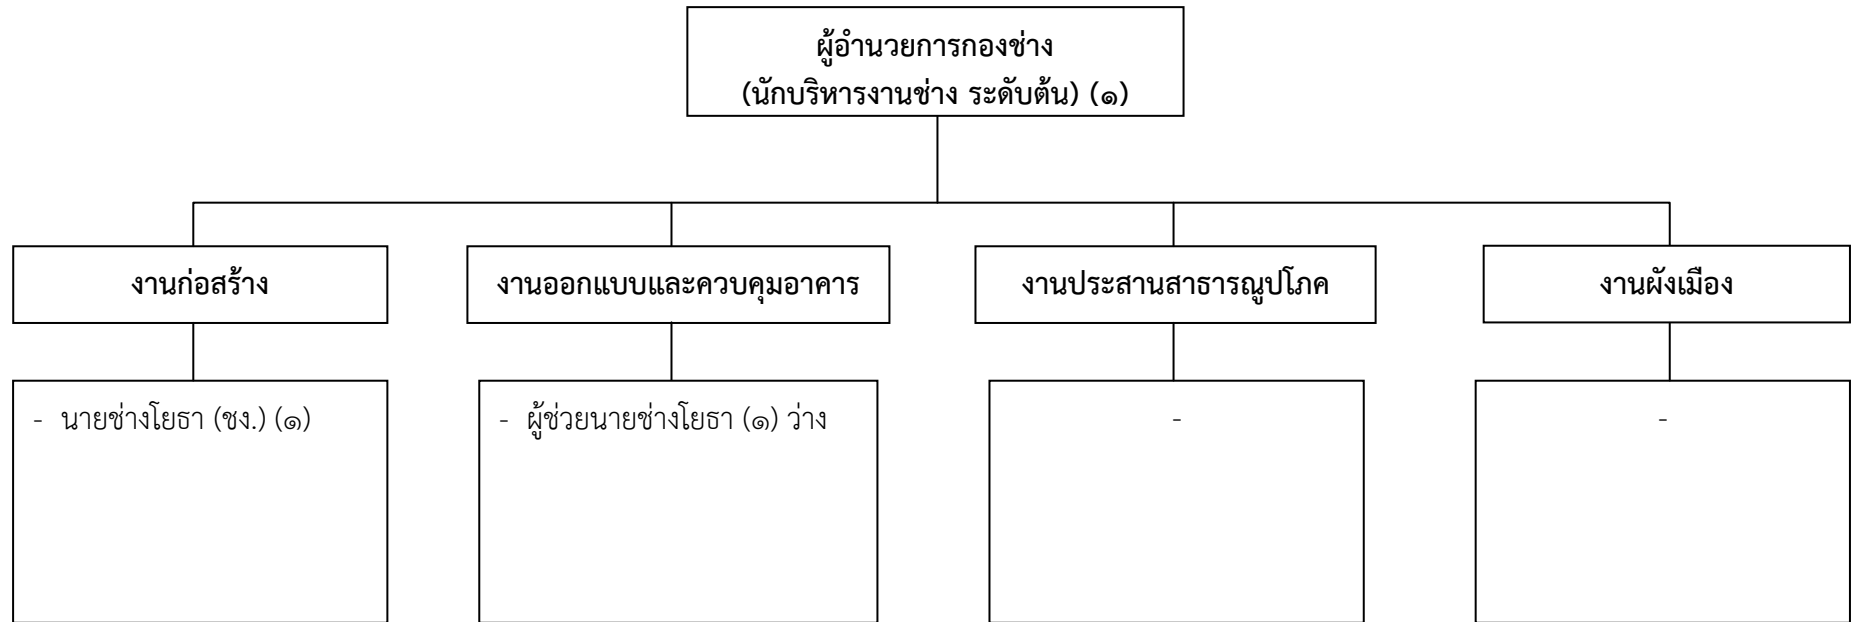 ผู้อำนวยการกองช่าง
(นักบริหารงานช่าง ระดับต้น) (๑)
งานก่อสร้าง
งานออกแบบและควบคุมอาคาร
งานประสานสาธารณูปโภค
งานผังเมือง
- นายช่างโยธา (ชง.) (๑)
- ผู้ช่วยนายช่างโยธา (๑) ว่าง
-
-